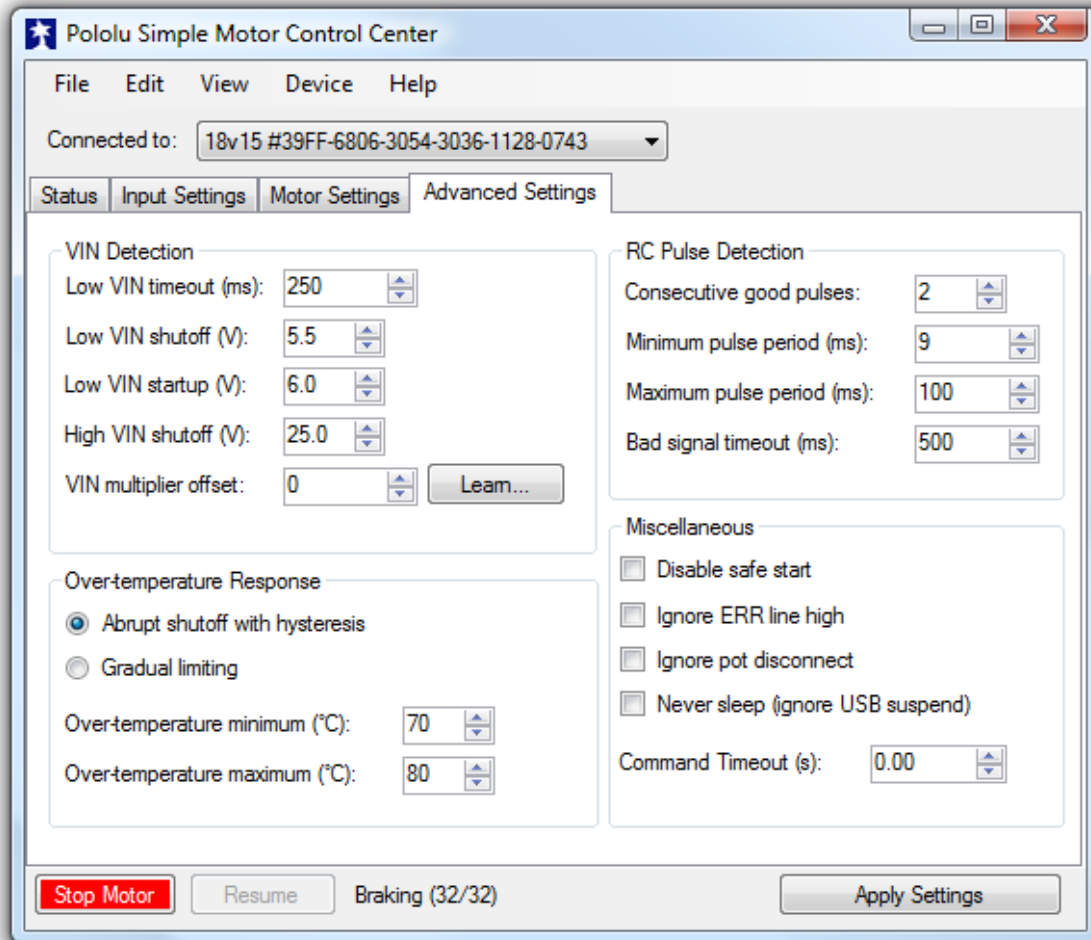 Pololu Simple Motor Control Center
File Edit View Device Help
Connected to: 18v15 #39FF-6806-3054-3036-1128-0743
Status Input Settings Motor Settings Advanced Settings
VIN Detection
Low VIN timeout (ms): 250
Low VIN shutoff (V): 5.5
Low VIN startup (V): 6.0
High VIN shutoff (V): 25.0
VIN multiplier offset: 0 Learn...
Over-temperature Response
Abrupt shutoff with hysteresis
Gradual limiting
Over-temperature minimum (°C): 70
Over-temperature maximum (°C): 80
RC Pulse Detection
Consecutive good pulses: 2
Minimum pulse period (ms): 9
Maximum pulse period (ms): 100
Bad signal timeout (ms): 500
Miscellaneous
Disable safe start
Ignore ERR line high
Ignore pot disconnect
Never sleep (ignore USB suspend)
Command Timeout (s): 0.00
Stop Motor Resume Braking (32/32) Apply Settings